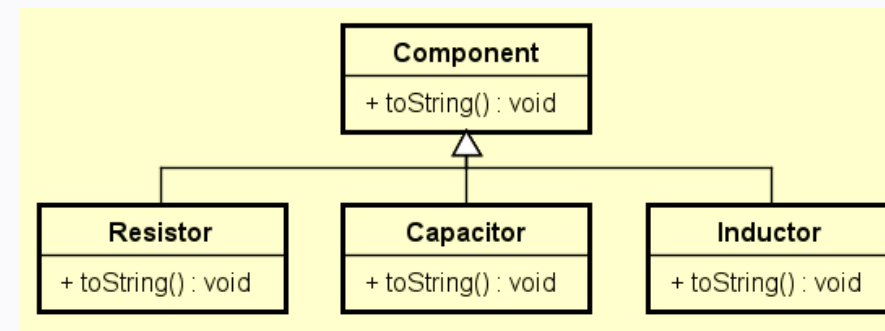 Component
+ toString() : void
Resistor
+ toString() : void
Capacitor
+ toString() : void
Inductor
+ toString() : void